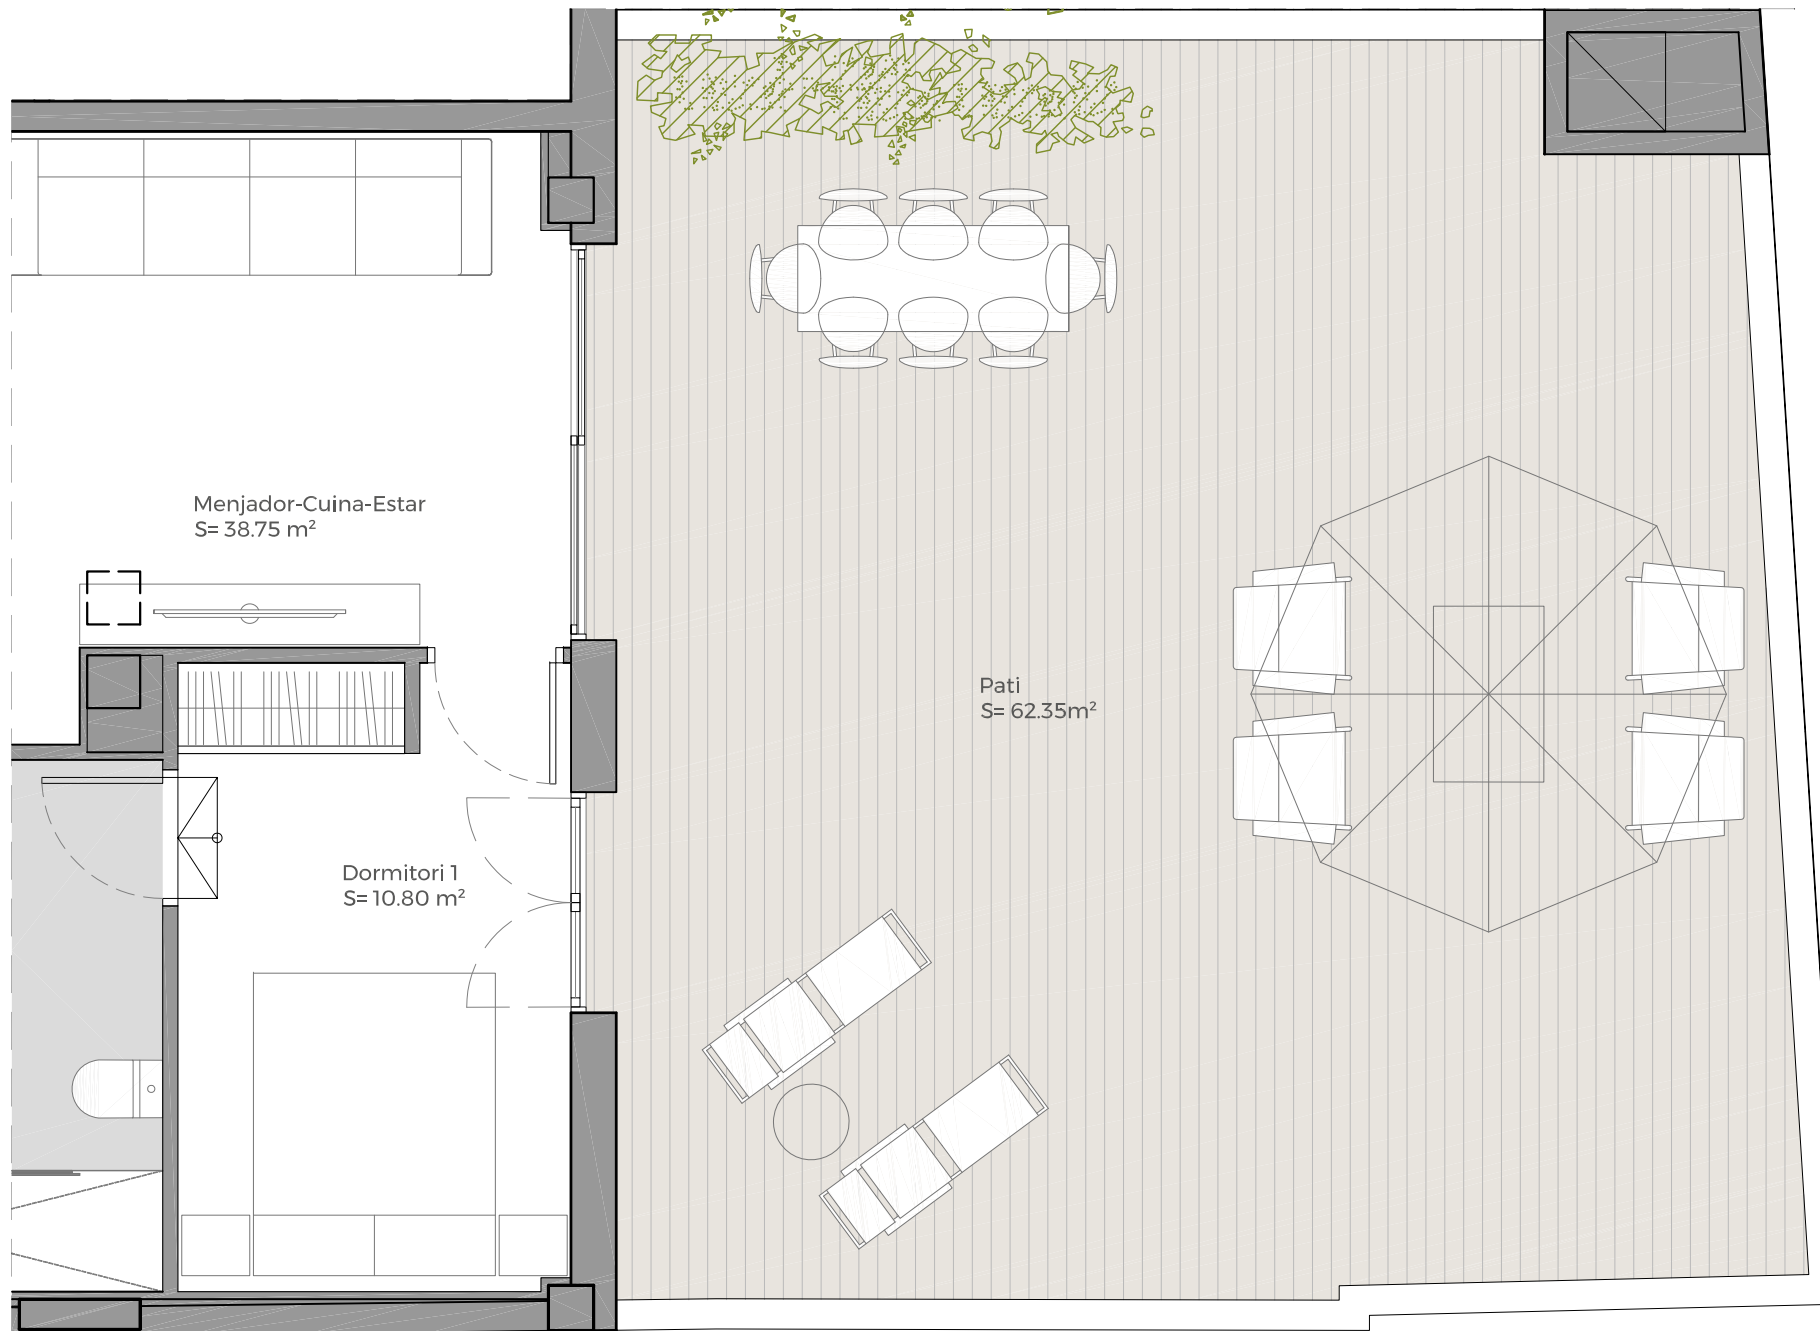 Menjador-Cuina-Estar
S= 38.75 m²
Pati
S= 62.35m²
Dormitori 1
S= 10.80 m²